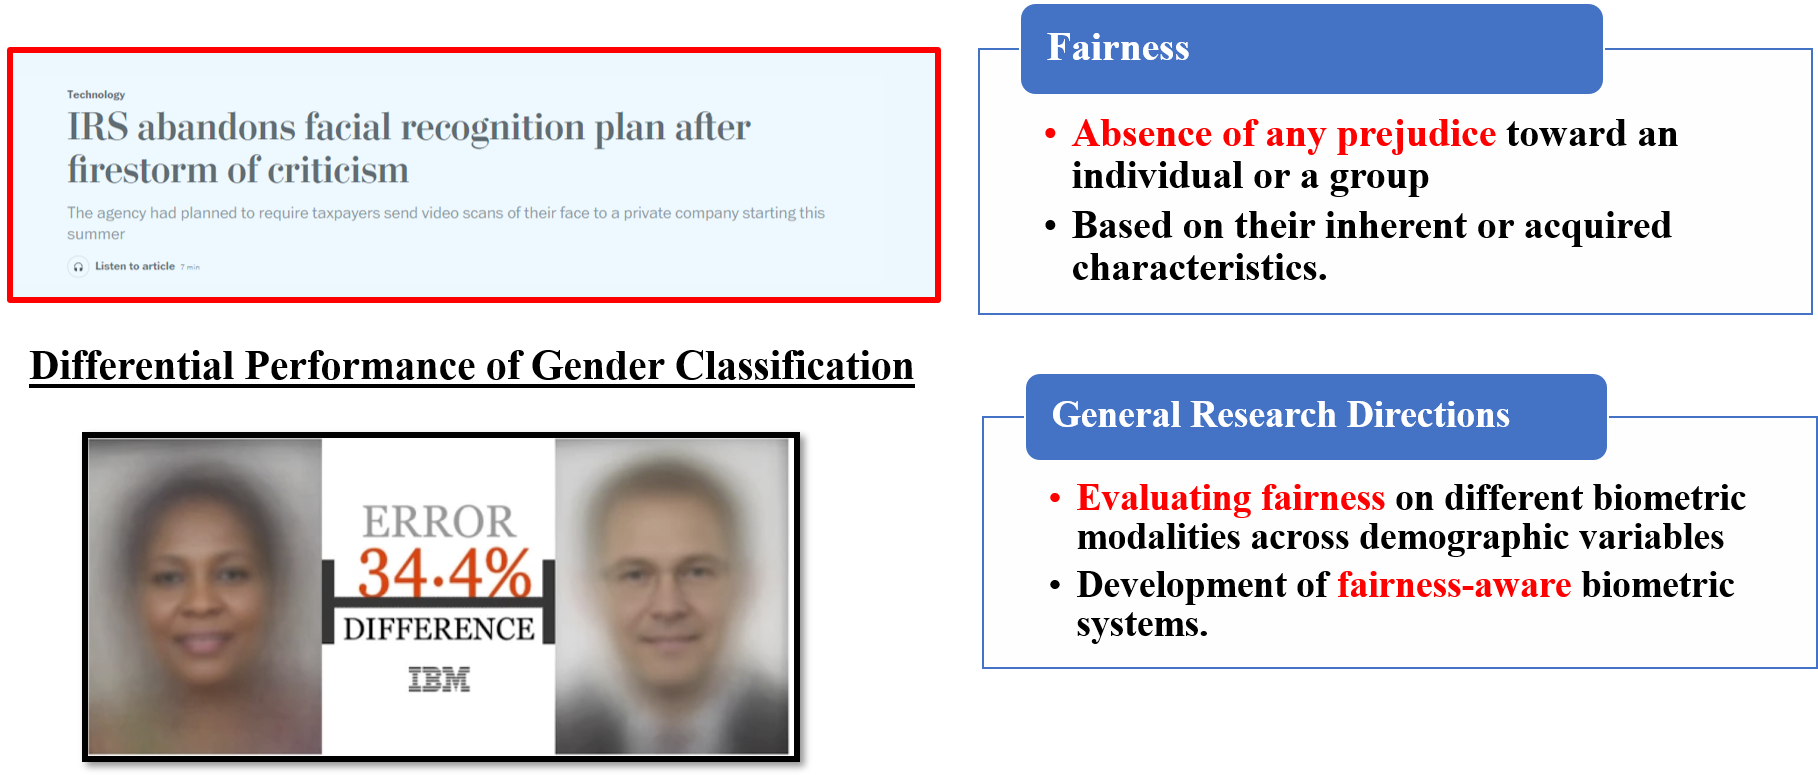 Technology
IRS abandons facial recognition plan after
firestorm of criticism
The agency had planned to require taxpayers send video scans of their face to a private company starting this
summer
Listen to article 7 min
Differential Performance of Gender Classification
ERROR
34.4%
DIFFERENCE
IBM
Fairness
• Absence of any prejudice toward an
individual or a group
• Based on their inherent or acquired
characteristics.
General Research Directions
• Evaluating fairness on different biometric
modalities across demographic variables
• Development of fairness-aware biometric
systems.